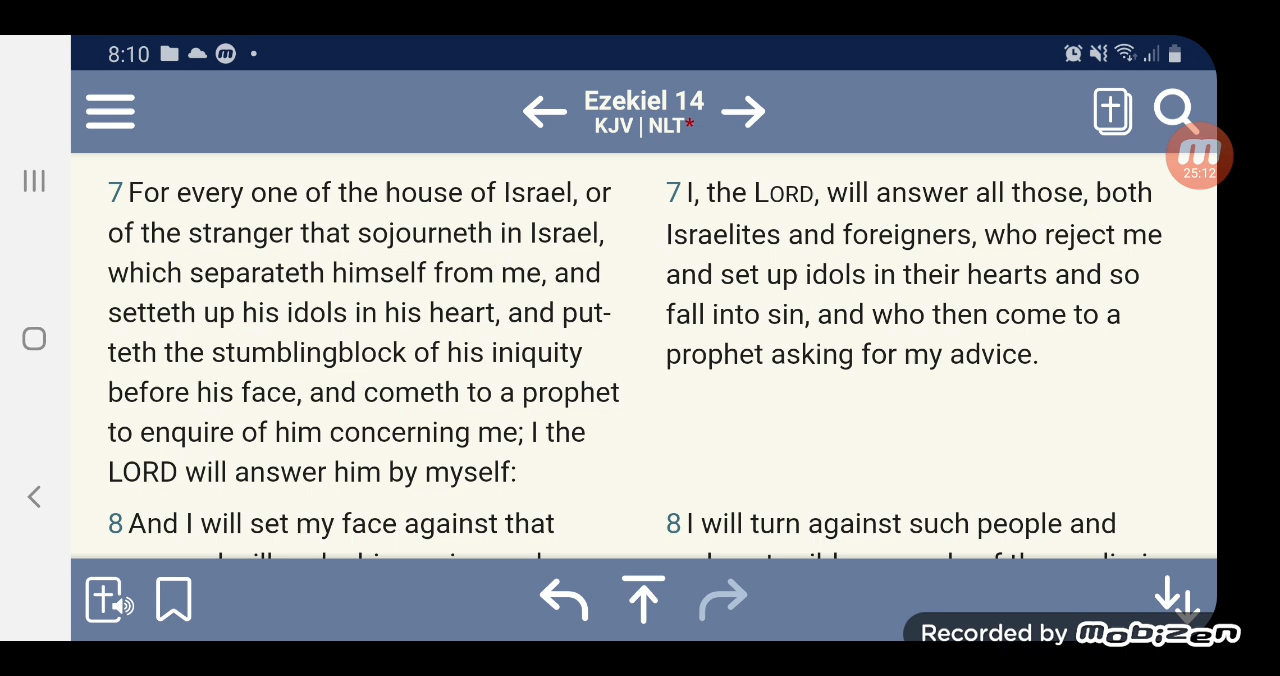 8:10
Ezekiel 14
KJV | NLT*
25:12
7 For every one of the house of Israel, or
of the stranger that sojourneth in Israel,
which separateth himself from me, and
setteth up his idols in his heart, and put-
teth the stumblingblock of his iniquity
before his face, and cometh to a prophet
to enquire of him concerning me; I the
LORD will answer him by myself:
8 And I will set my face against that
7 I, the LORD, will answer all those, both
Israelites and foreigners, who reject me
and set up idols in their hearts and so
fall into sin, and who then come to a
prophet asking for my advice.
8 I will turn against such people and
Recorded by mobizen